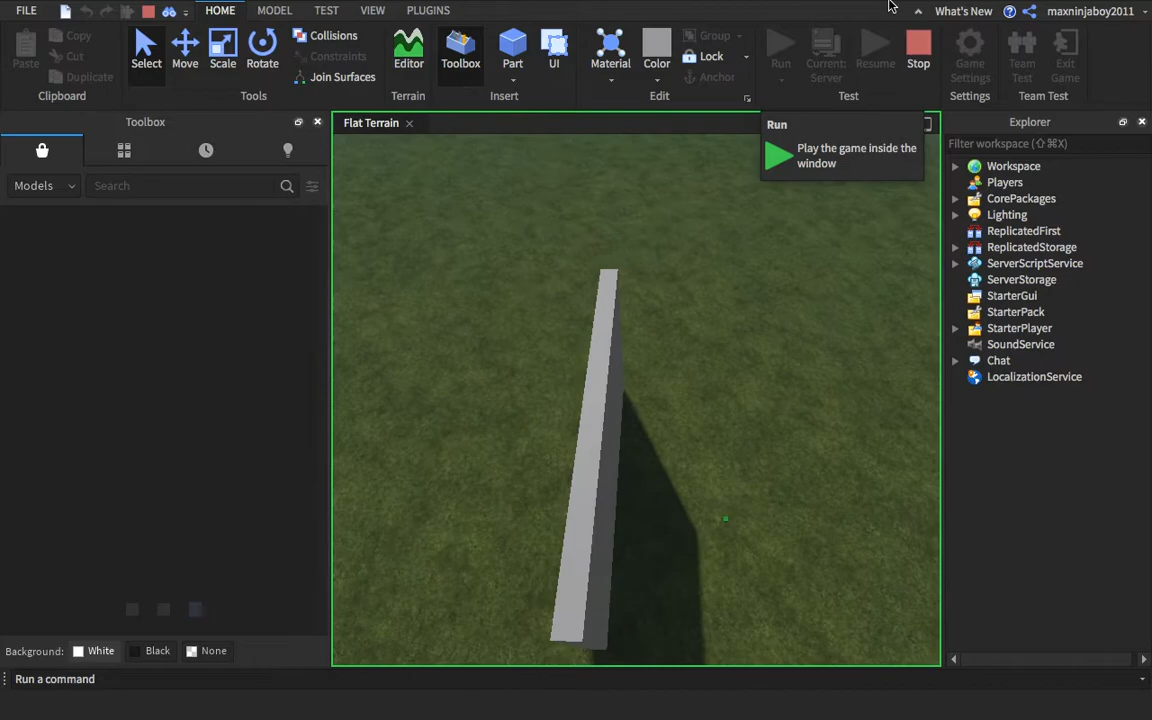 FILE HOME MODEL TEST VIEW PLUGINS What's New maxninjaboy2011
Paste Copy Cut Duplicate
Select Move Scale Rotate Collisions Constraints Join Surfaces
Editor Toolbox Part UI
Material Color Group Lock Anchor
Run Current: Server Resume Stop
Game Settings Team Test Exit Game
Clipboard Tools Terrain Insert Edit Test Settings Team Test
Toolbox
Models Search
Flat Terrain
Run
Play the game inside the
window
Explorer
Filter workspace (⇧⌘X)
Workspace
Players
CorePackages
Lighting
ReplicatedFirst
ReplicatedStorage
ServerScriptService
ServerStorage
StarterGui
StarterPack
StarterPlayer
SoundService
Chat
LocalizationService
Background: White Black None
Run a command